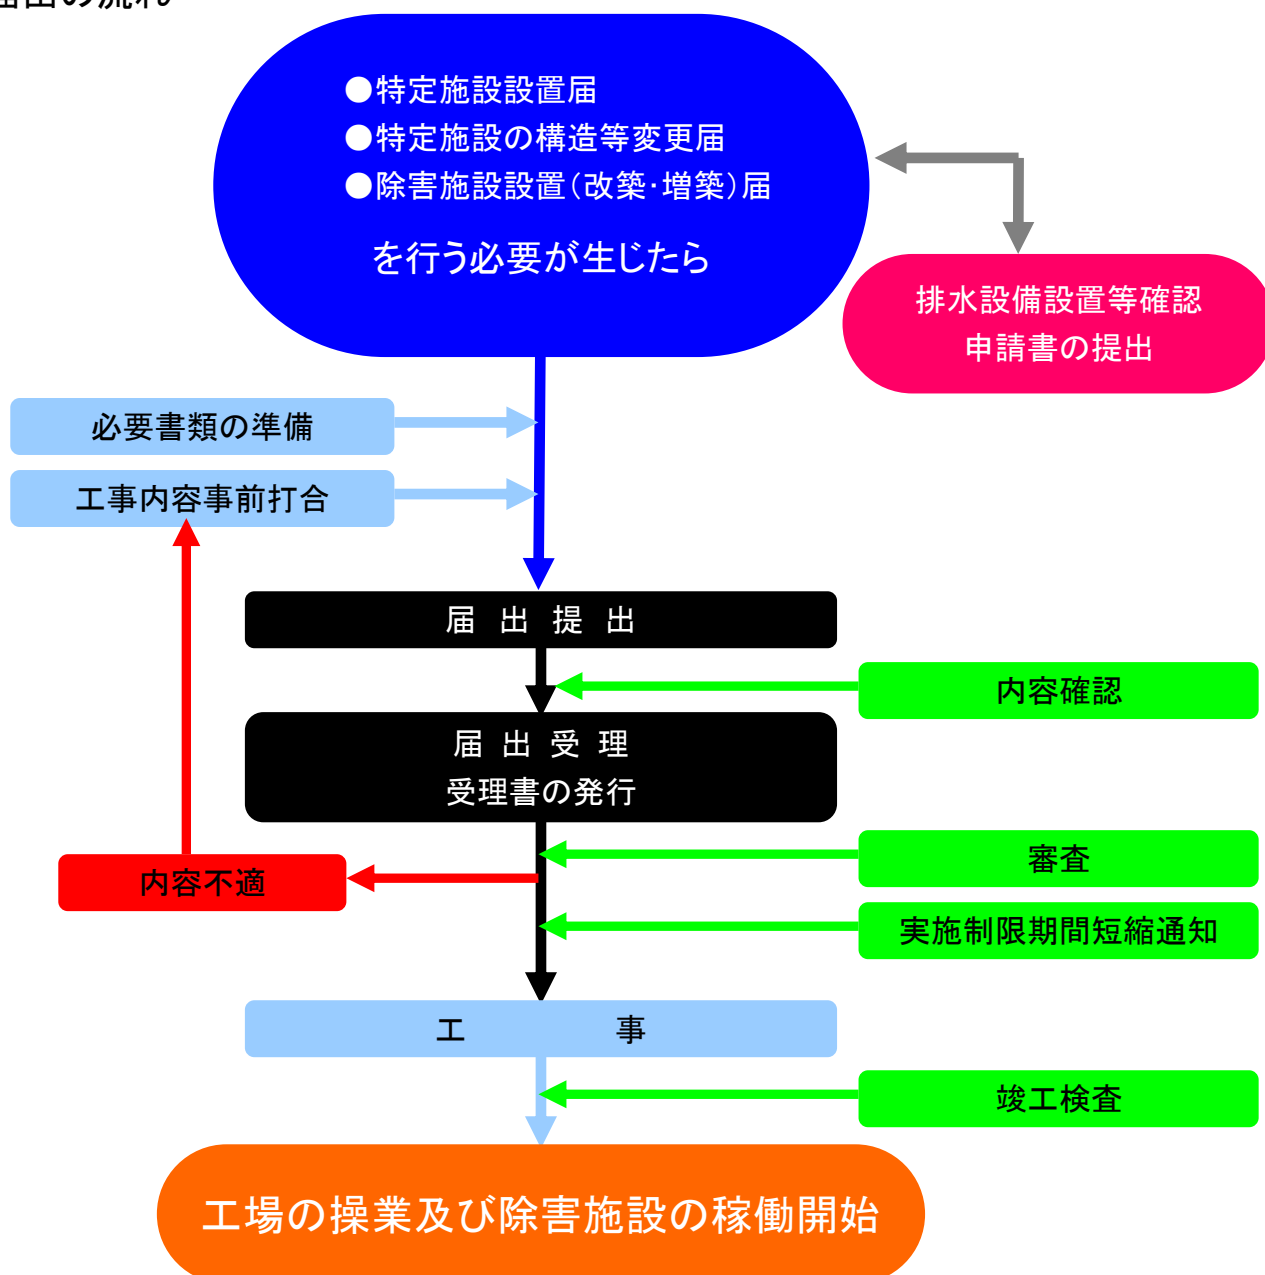 届出の流れ
●特定施設設置届
●特定施設の構造等変更届
●除害施設設置（改築・増築）届
を行う必要が生じたら
排水設備設置等確認
申請書の提出
必要書類の準備
工事内容事前打合
届 出 提 出
内容確認
届 出 受 理
受理書の発行
審査
内容不適
実施制限期間短縮通知
工 事
竣工検査
工場の操業及び除害施設の稼働開始